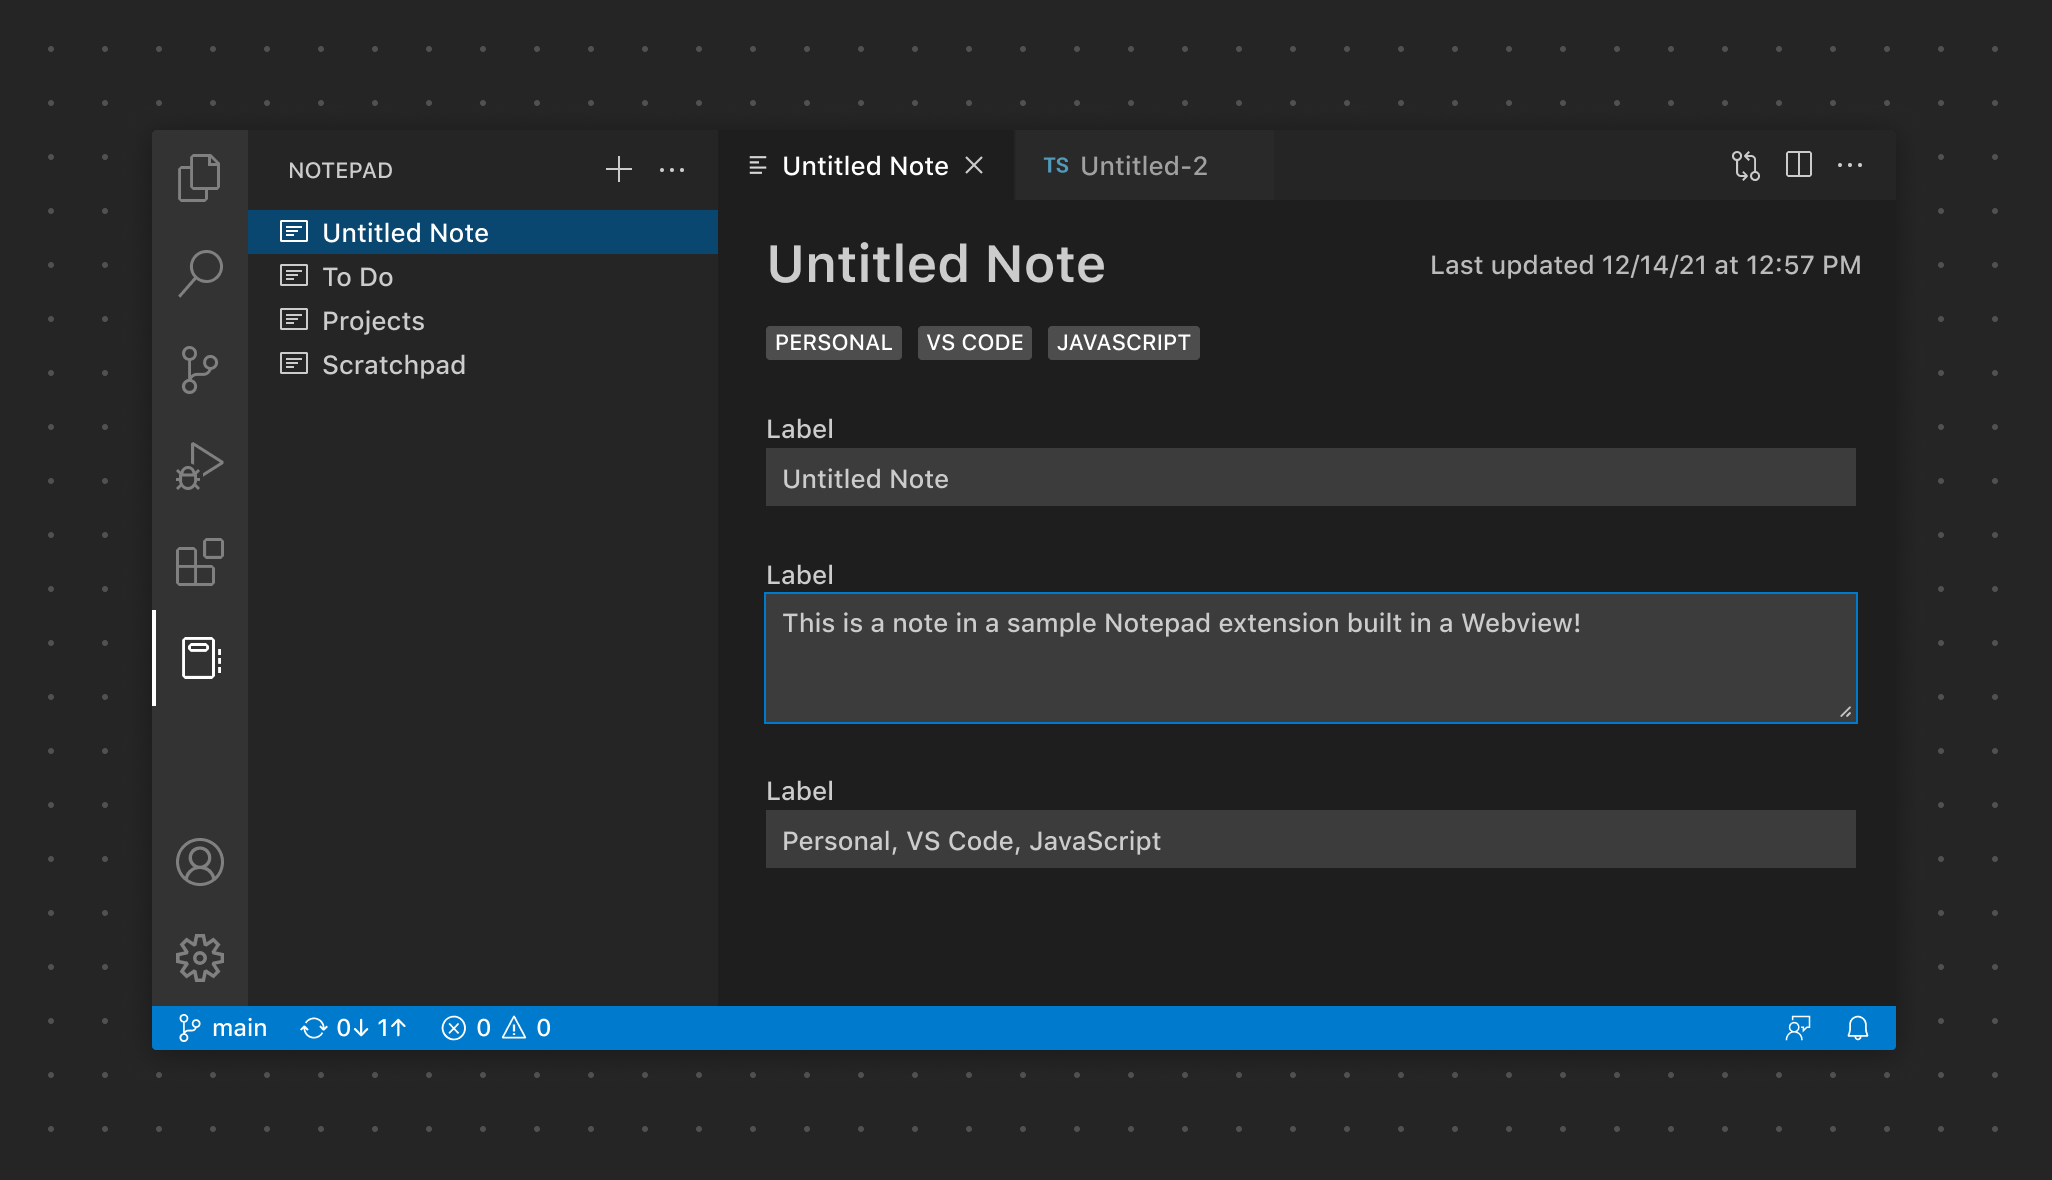 NOTEPAD
Untitled Note
To Do
Projects
Scratchpad
Untitled Note
TS Untitled-2
Untitled Note
Last updated 12/14/21 at 12:57 PM
PERSONAL VS CODE JAVASCRIPT
Label
Untitled Note
Label
This is a note in a sample Notepad extension built in a Webview!
Label
Personal, VS Code, JavaScript
main 0↓ 1↑ 0 0